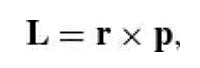 L = r × p,